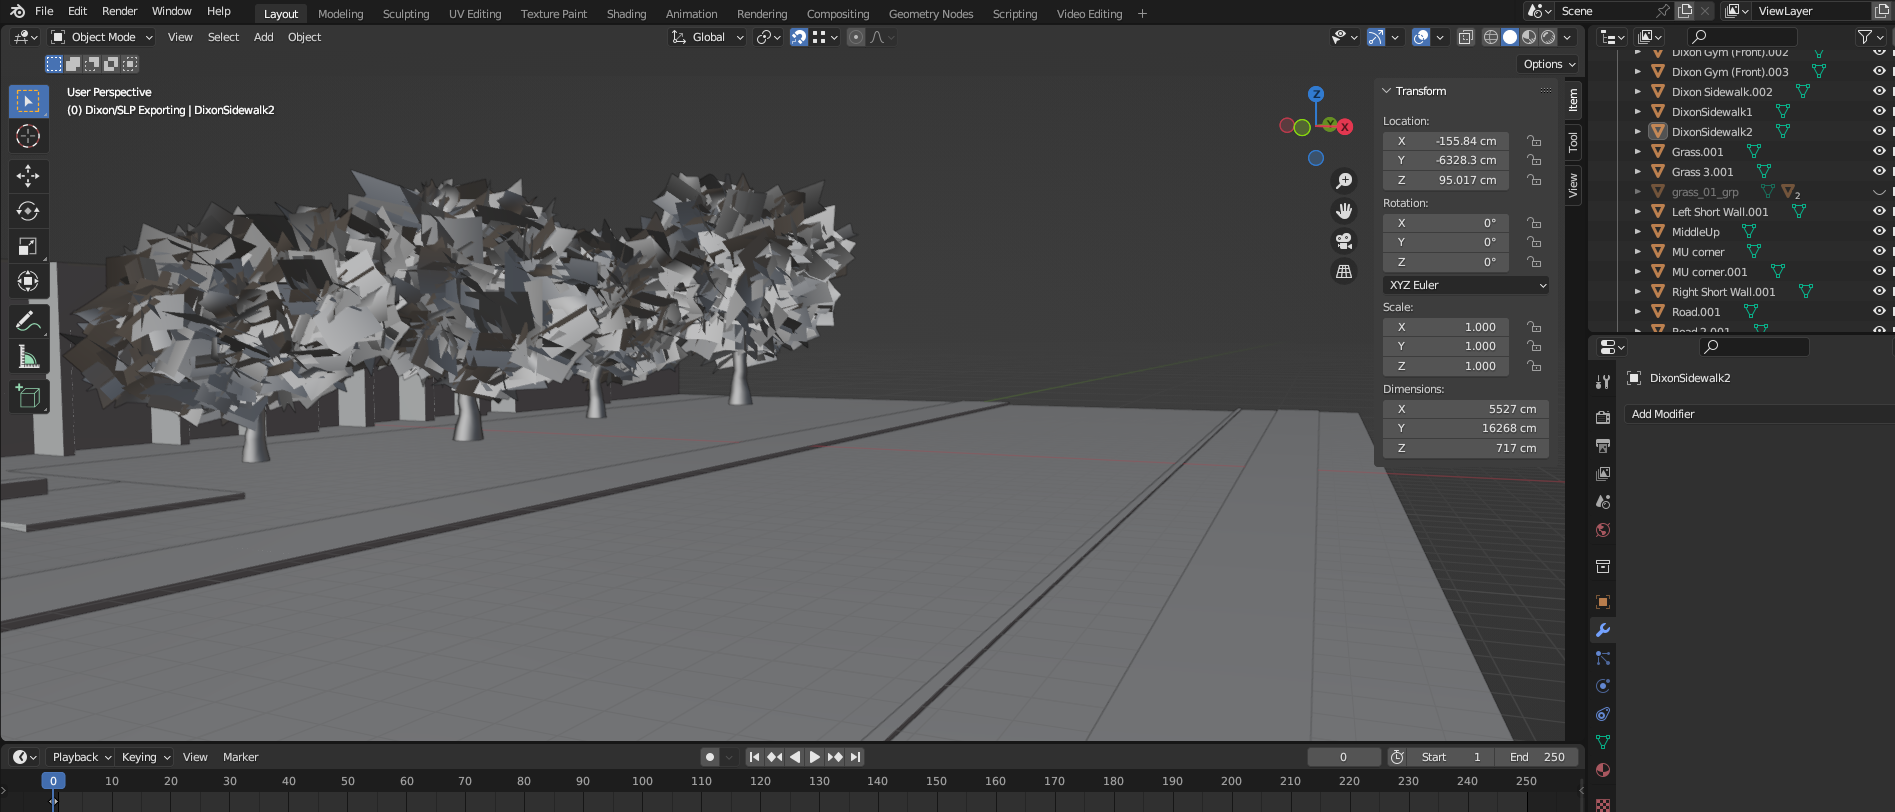 File Edit Render Window Help
Layout Modeling Sculpting UV Editing Texture Paint Shading Animation Rendering Compositing Geometry Nodes Scripting Video Editing +
Scene
ViewLayer
Object Mode View Select Add Object
Global
Options
User Perspective
(0) Dixon/SLP Exporting | DixonSidewalk2
Z
Y
X
Transform
Location:
X -155.84 cm
Y -6328.3 cm
Z 95.017 cm
Rotation:
X 0°
Y 0°
Z 0°
XYZ Euler
Scale:
X 1.000
Y 1.000
Z 1.000
Dimensions:
X 5527 cm
Y 16268 cm
Z 717 cm
Item
Tool
View
Dixon Gym (Front).002
Dixon Gym (Front).003
Dixon Sidewalk.002
DixonSidewalk1
DixonSidewalk2
Grass.001
Grass 3.001
grass_01_grp 2
Left Short Wall.001
MiddleUp
MU corner
MU corner.001
Right Short Wall.001
Road.001
Road 2.001
DixonSidewalk2
Add Modifier
Playback Keying View Marker
0
Start 1
End 250
0 10 20 30 40 50 60 70 80 90 100 110 120 130 140 150 160 170 180 190 200 210 220 230 240 250